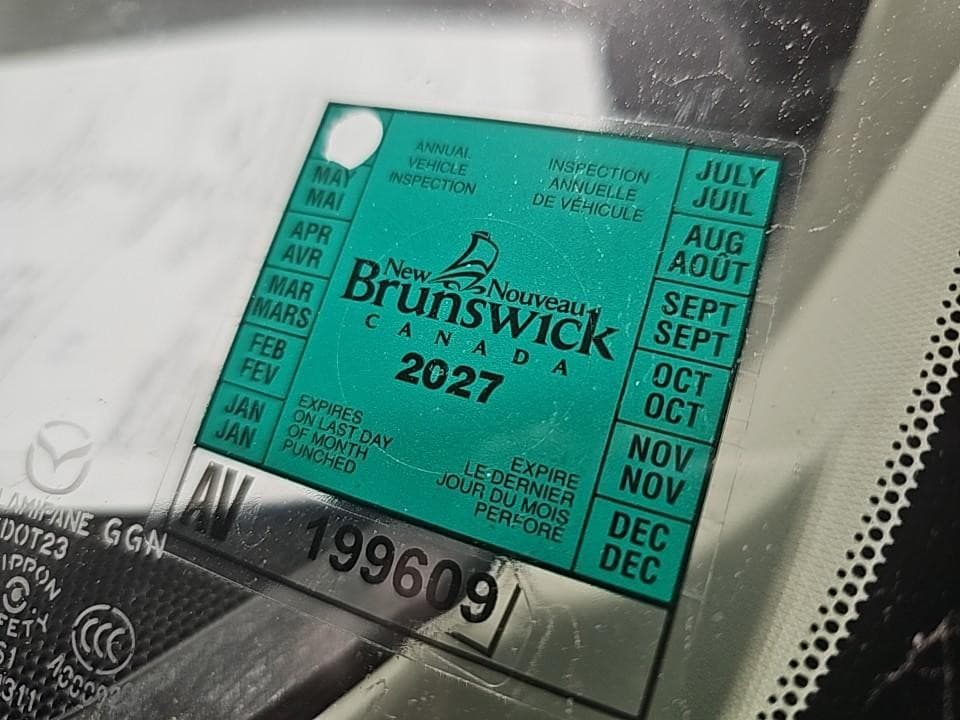 ANNUAL
VEHICLE
INSPECTION
INSPECTION
ANNUELLE
DE VÉHICULE
MAY
MAI
APR
AVR
MAR
MARS
FEB
FEV
JAN
JAN
JULY
JUIL
AUG
AOÛT
SEPT
SEPT
OCT
OCT
NOV
NOV
DEC
DEC
New Nouveau
Brunswick
CANADA
2027
EXPIRES
ON LAST DAY
OF MONTH
PUNCHED
EXPIRE
LE DERNIER
JOUR DU MOIS
PERFORÉ
AV 199609
LAMIPANE GGN
DOT23